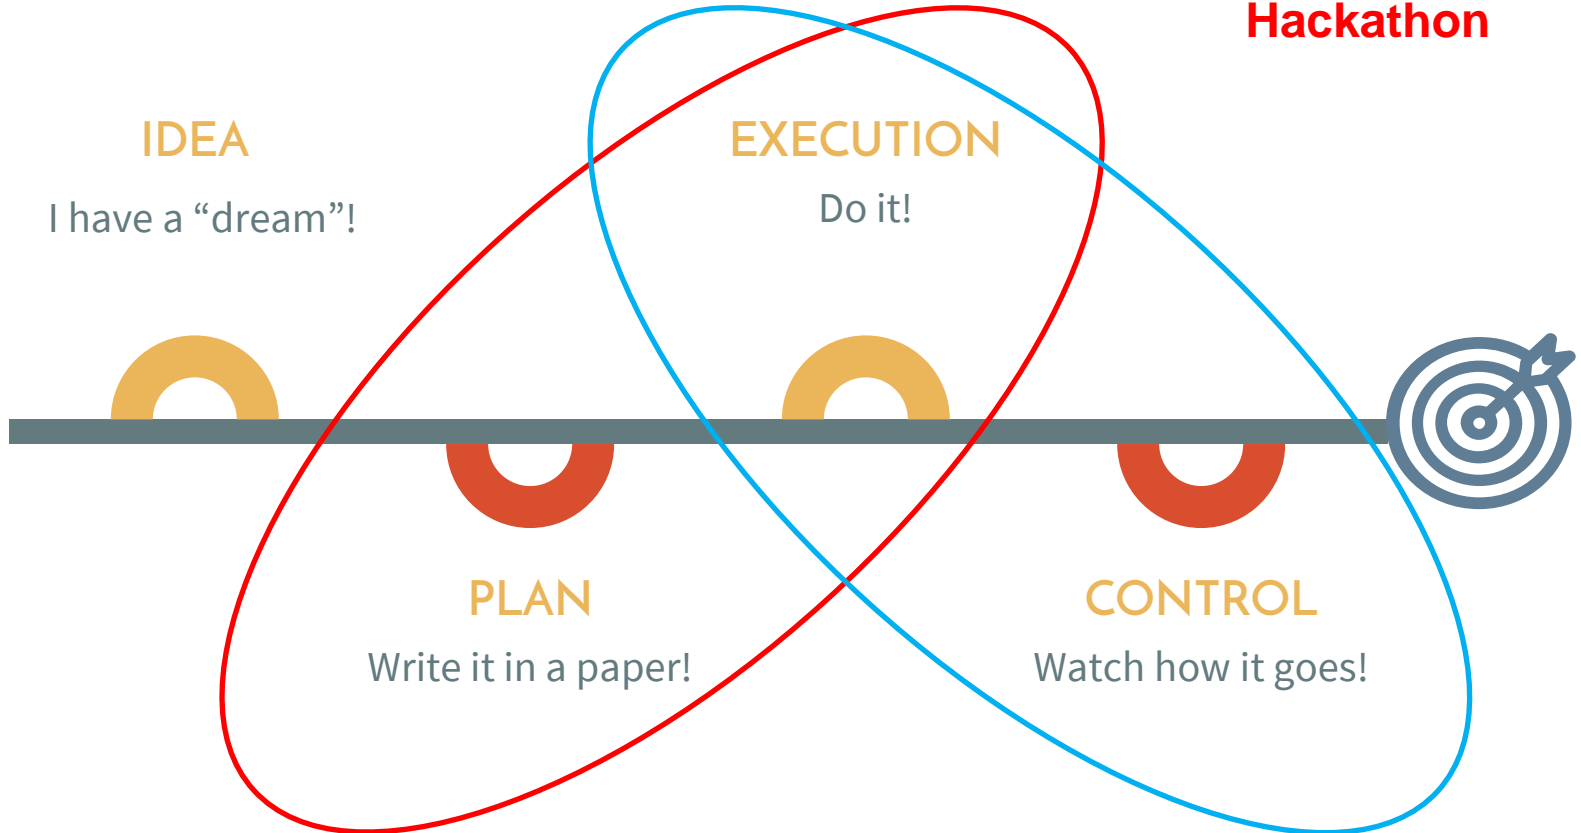 Hackathon
IDEA
I have a “dream”!
EXECUTION
Do it!
PLAN
Write it in a paper!
CONTROL
Watch how it goes!